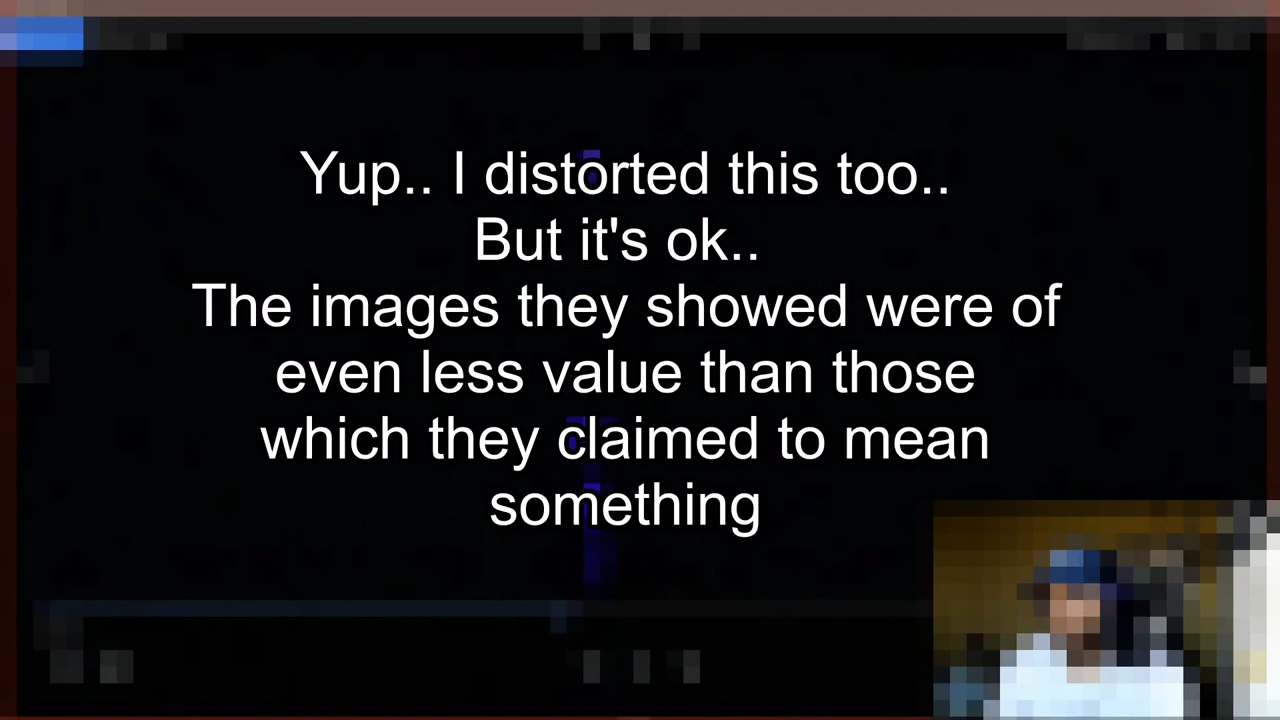 Yup.. I distorted this too..
But it's ok..
The images they showed were of
even less value than those
which they claimed to mean
something